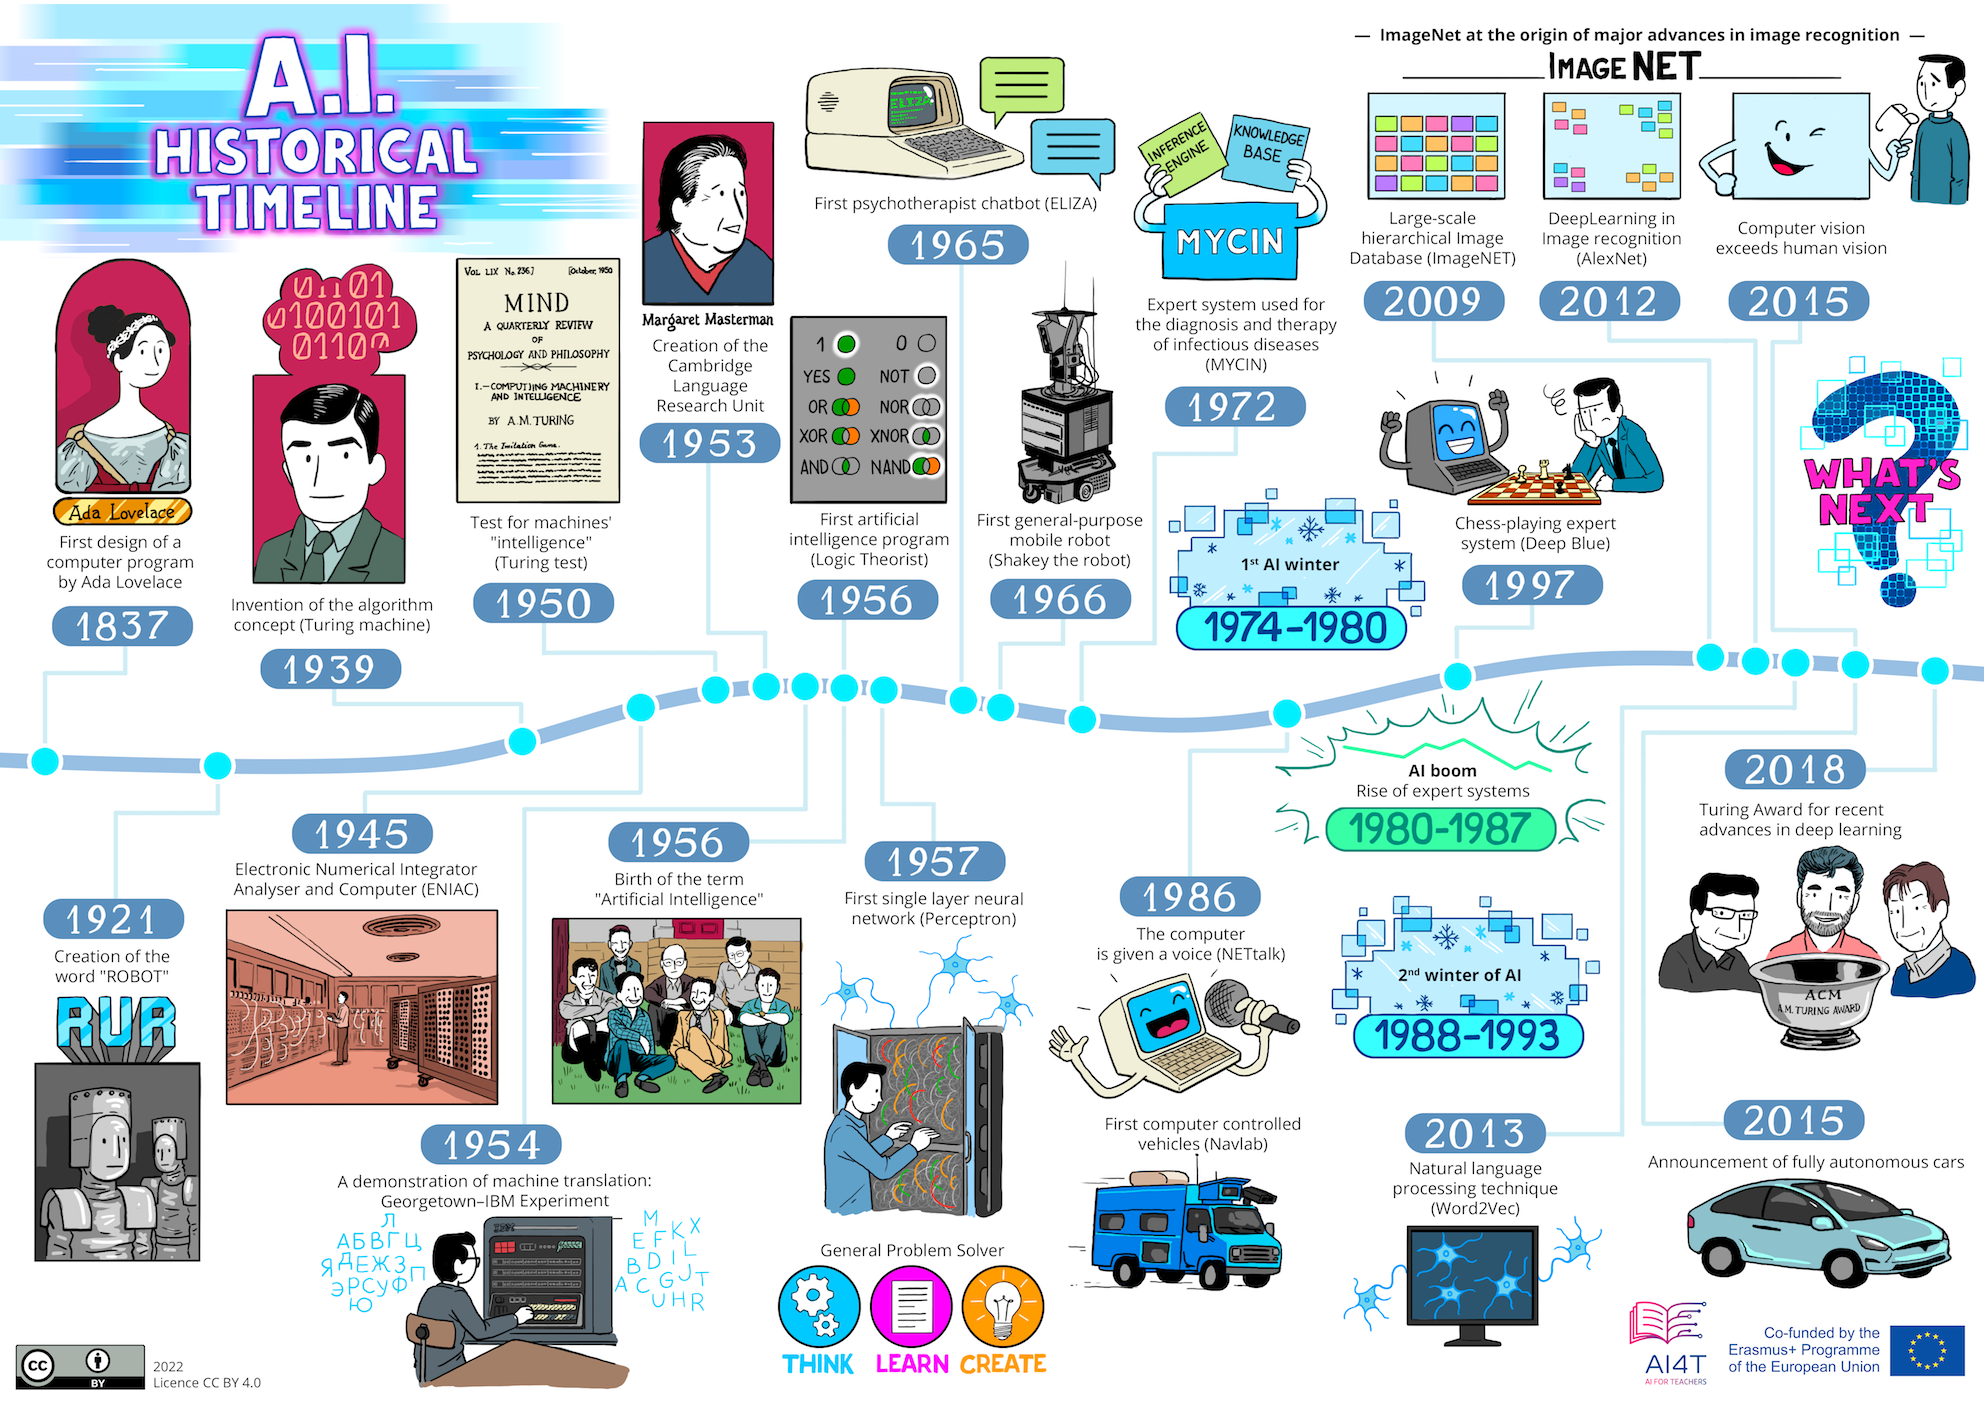 A.I.
HISTORICAL
TIMELINE
Ada Lovelace
First design of a
computer program
by Ada Lovelace
1837
01101
0100101
01100
Invention of the algorithm
concept (Turing machine)
1939
VOL LIX No. 236.] [October, 1950
MIND
A QUARTERLY REVIEW
OF
PSYCHOLOGY AND PHILOSOPHY
I.—COMPUTING MACHINERY
AND INTELLIGENCE
BY A.M. TURING
1. The Imitation Game.
Test for machines'
"intelligence"
(Turing test)
1950
Margaret Masterman
Creation of the
Cambridge
Language
Research Unit
1953
ELIZA
First psychotherapist chatbot (ELIZA)
1965
1 0
YES NOT
OR NOR
XOR XNOR
AND NAND
First artificial
intelligence program
(Logic Theorist)
1956
First general-purpose
mobile robot
(Shakey the robot)
1966
INFERENCE
ENGINE
KNOWLEDGE
BASE
MYCIN
Expert system used for
the diagnosis and therapy
of infectious diseases
(MYCIN)
1972
1st AI winter
1974-1980
— ImageNet at the origin of major advances in image recognition —
IMAGENET
Large-scale
hierarchical Image
Database (ImageNET)
2009
DeepLearning in
Image recognition
(AlexNet)
2012
Computer vision
exceeds human vision
2015
Chess-playing expert
system (Deep Blue)
1997
WHAT'S
NEXT
1921
Creation of the
word "ROBOT"
RUR
1945
Electronic Numerical Integrator
Analyser and Computer (ENIAC)
1954
A demonstration of machine translation:
Georgetown–IBM Experiment
Л
АБВГЦ
ЯДЕЖЗП
ЭРСУФ
Ю
M
EFKX
BDIL
ACGJT
UHR
1956
Birth of the term
"Artificial Intelligence"
1957
First single layer neural
network (Perceptron)
General Problem Solver
THINK LEARN CREATE
1986
The computer
is given a voice (NETtalk)
First computer controlled
vehicles (Navlab)
AI boom
Rise of expert systems
1980-1987
2nd winter of AI
1988-1993
2013
Natural language
processing technique
(Word2Vec)
2018
Turing Award for recent
advances in deep learning
ACM
A.M. TURING AWARD
2015
Announcement of fully autonomous cars
cc
BY
2022
Licence CC BY 4.0
AI4T
AI FOR TEACHERS
Co-funded by the
Erasmus+ Programme
of the European Union